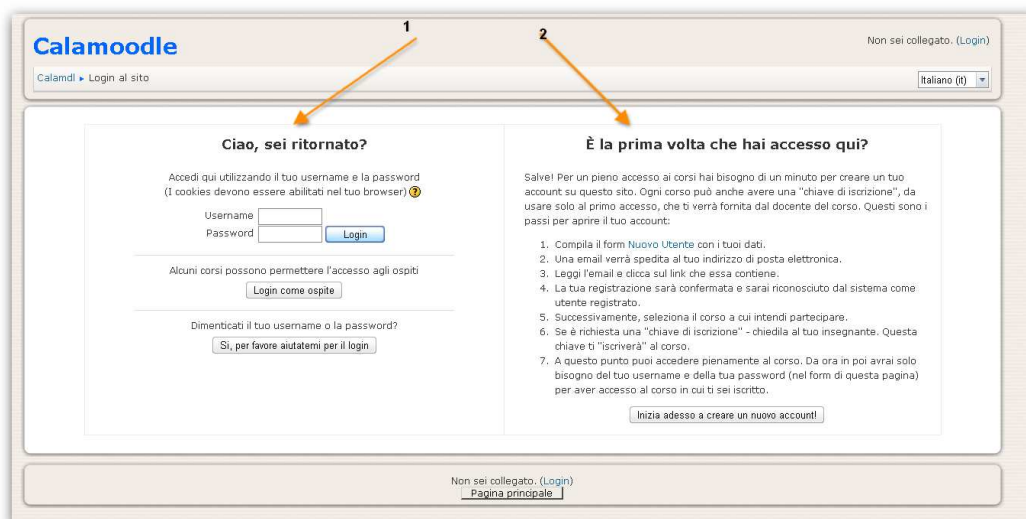 1
2
Calamoodle
Non sei collegato. (Login)
Calamdl ► Login al sito
Italiano (it)
Ciao, sei ritornato?
Accedi qui utilizzando il tuo username e la password
(I cookies devono essere abilitati nel tuo browser) ?
Username
Password
Login
Alcuni corsi possono permettere l'accesso agli ospiti
Login come ospite
Dimenticati il tuo username o la password?
Si, per favore aiutatemi per il login
È la prima volta che hai accesso qui?
Salve! Per un pieno accesso ai corsi hai bisogno di un minuto per creare un tuo
account su questo sito. Ogni corso può anche avere una "chiave di iscrizione", da
usare solo al primo accesso, che ti verrà fornita dal docente del corso. Questi sono i
passi per aprire il tuo account:
1. Compila il form Nuovo Utente con i tuoi dati.
2. Una email verrà spedita al tuo indirizzo di posta elettronica.
3. Leggi l'email e clicca sul link che essa contiene.
4. La tua registrazione sarà confermata e sarai riconosciuto dal sistema come
utente registrato.
5. Successivamente, seleziona il corso a cui intendi partecipare.
6. Se è richiesta una "chiave di iscrizione" - chiedila al tuo insegnante. Questa
chiave ti "iscriverà" al corso.
7. A questo punto puoi accedere pienamente al corso. Da ora in poi avrai solo
bisogno del tuo username e della tua password (nel form di questa pagina)
per aver accesso al corso in cui ti sei iscritto.
Inizia adesso a creare un nuovo account!
Non sei collegato. (Login)
Pagina principale